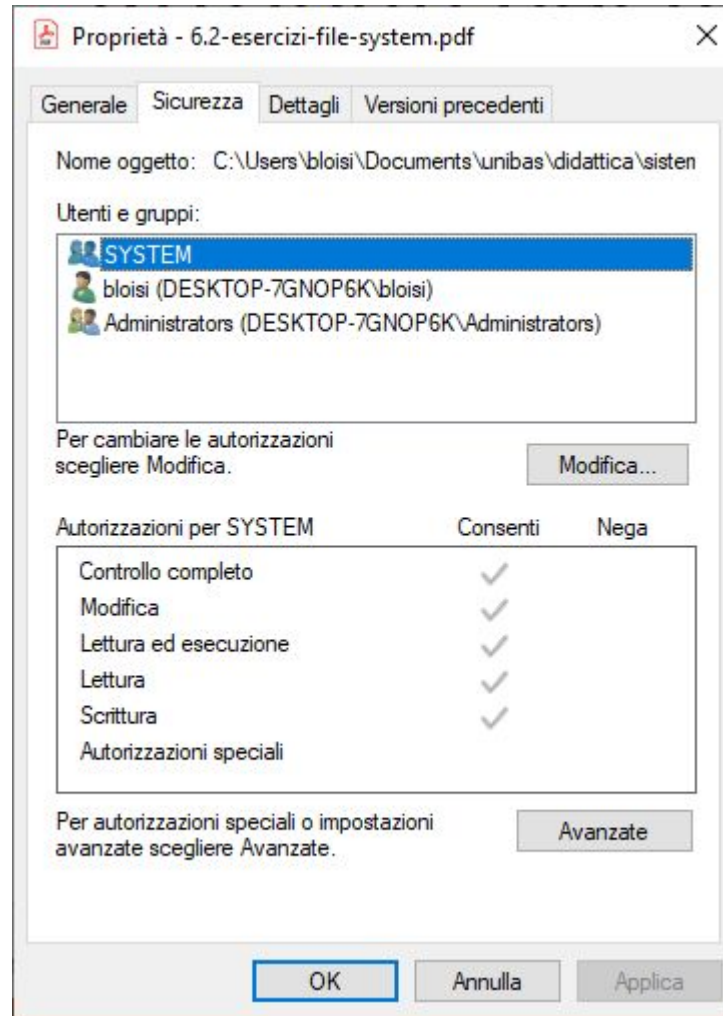 Proprietà - 6.2-esercizi-file-system.pdf
Generale Sicurezza Dettagli Versioni precedenti
Nome oggetto: C:\Users\bloisi\Documents\unibas\didattica\sistem
Utenti e gruppi:
SYSTEM
bloisi (DESKTOP-7GNOP6K\bloisi)
Administrators (DESKTOP-7GNOP6K\Administrators)
Per cambiare le autorizzazioni
scegliere Modifica.
Modifica...
Autorizzazioni per SYSTEM Consenti Nega
Controllo completo
Modifica
Lettura ed esecuzione
Lettura
Scrittura
Autorizzazioni speciali
Per autorizzazioni speciali o impostazioni
avanzate scegliere Avanzate.
Avanzate
OK Annulla Applica